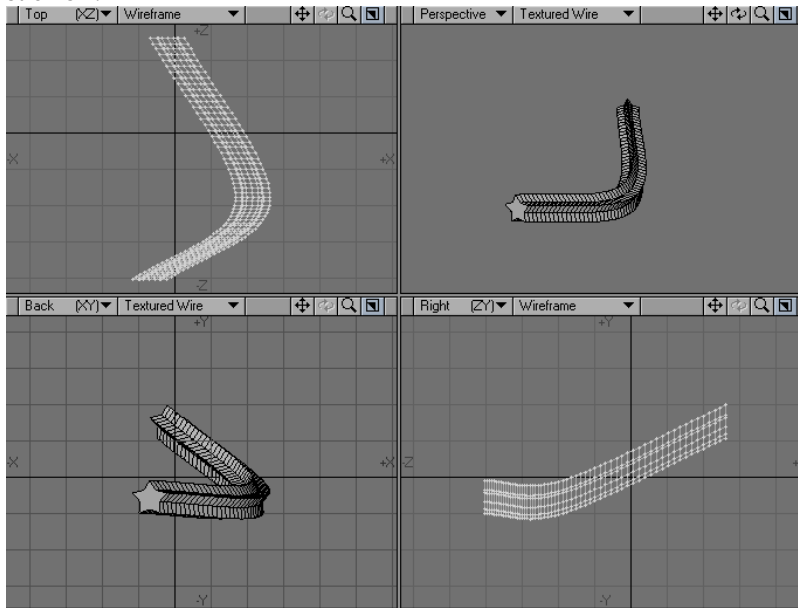 Top (XZ) Wireframe
Perspective Textured Wire
+Z
-X
+X
-Z
Back (XY) Textured Wire
Right (ZY) Wireframe
+Y
+Y
-X
+X
-Z
-Y
-Y